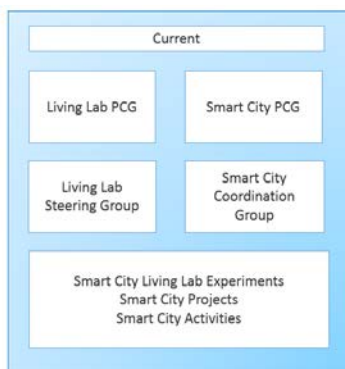 Current
Living Lab PCG
Smart City PCG
Living Lab
Steering Group
Smart City
Coordination
Group
Smart City Living Lab Experiments
Smart City Projects
Smart City Activities